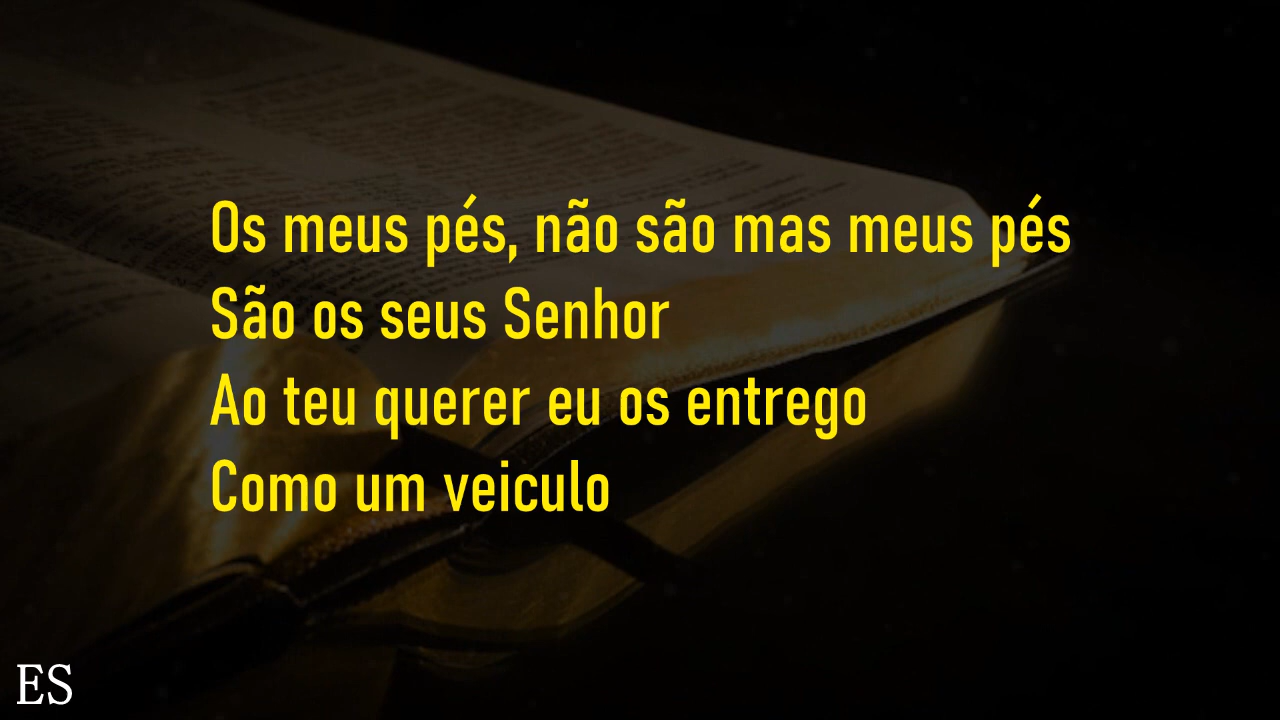 Os meus pés, não são mas meus pés
São os seus Senhor
Ao teu querer eu os entrego
Como um veiculo
ES